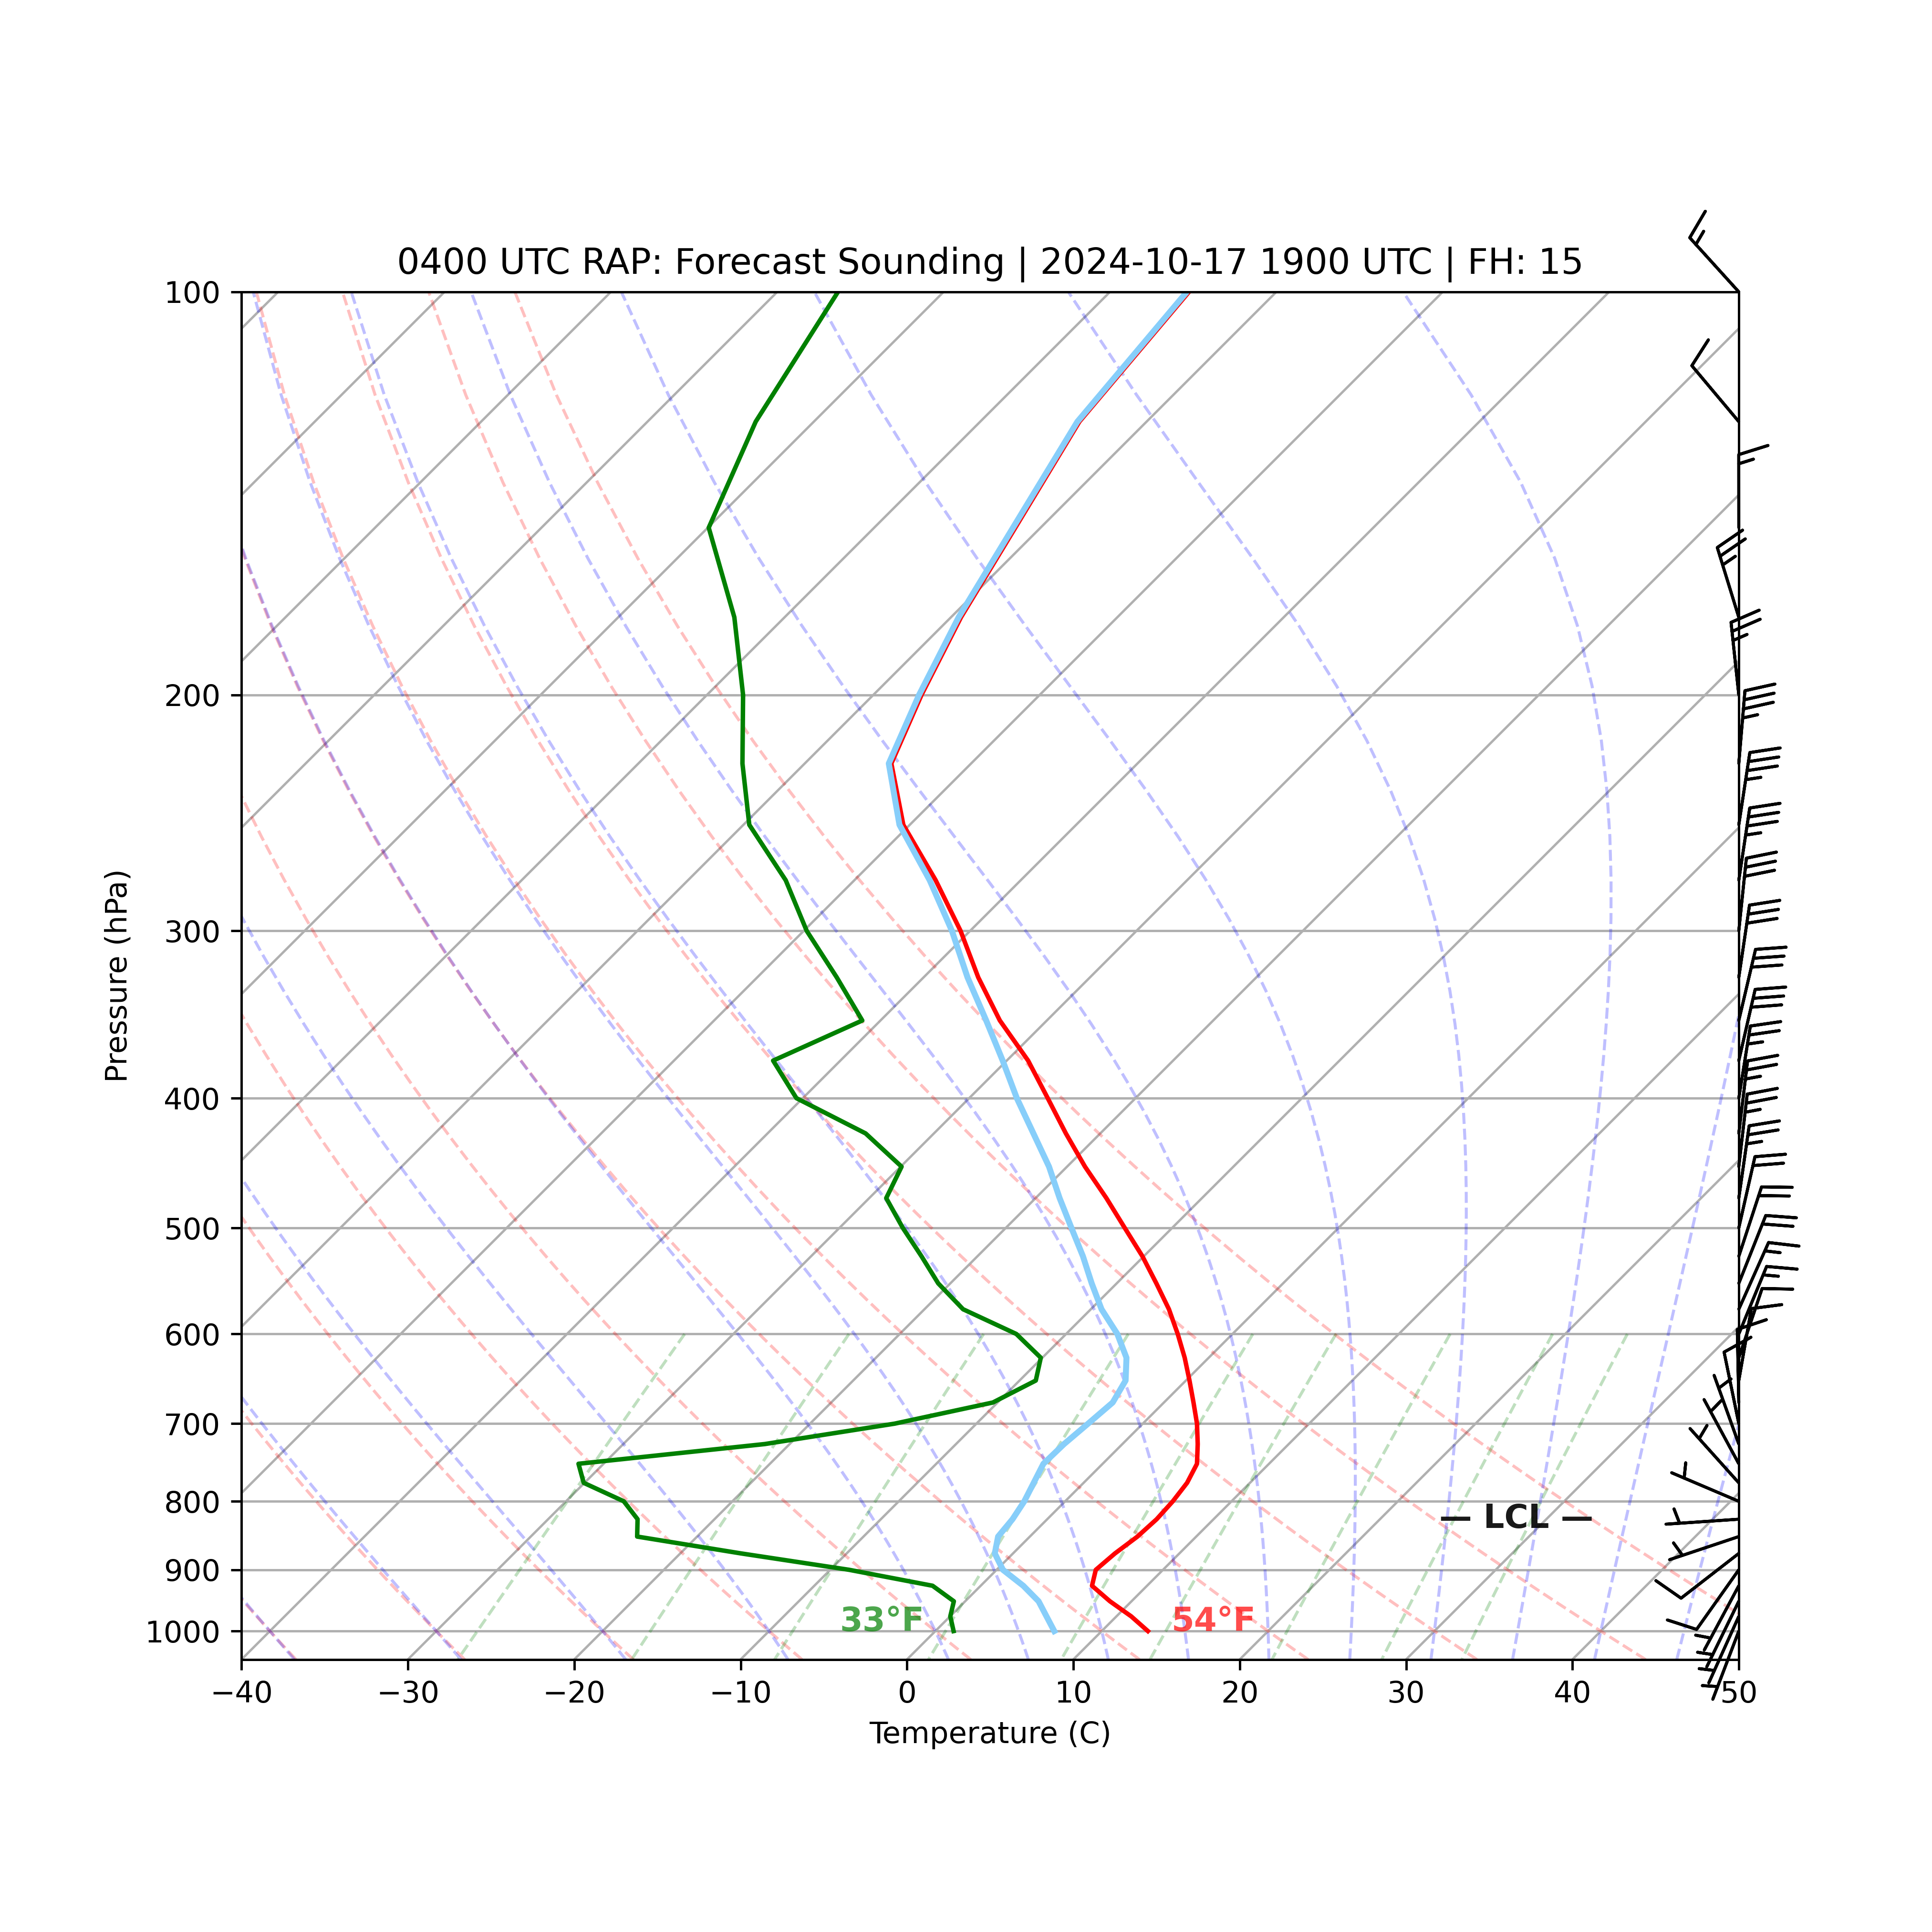 0400 UTC RAP: Forecast Sounding | 2024-10-17 1900 UTC | FH: 15
100
200
300
400
500
600
700
800
900
1000
Pressure (hPa)
— LCL —
33°F
54°F
−40 −30 −20 −10 0 10 20 30 40 50
Temperature (C)